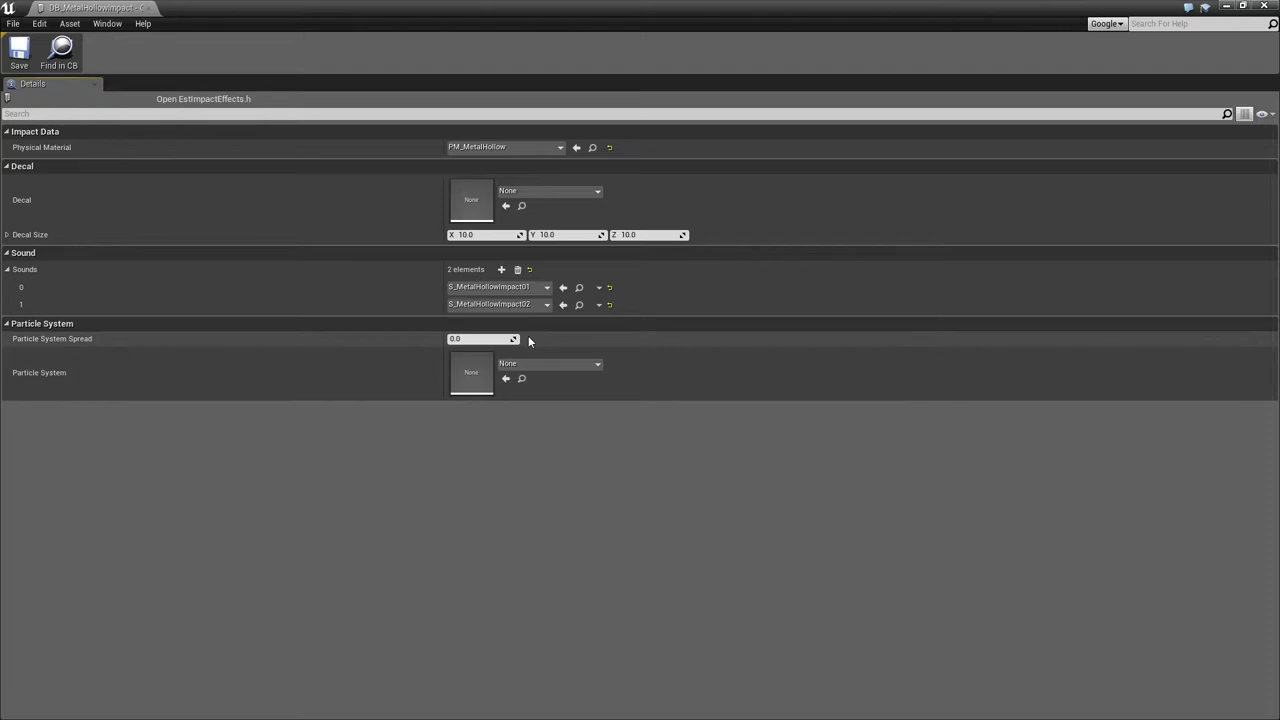 DB_MetalHollowImpact - C
File Edit Asset Window Help
Google Search For Help
Save Find in CB
Details
Open EstImpactEffects.h
Search
Impact Data
Physical Material PM_MetalHollow
Decal
Decal None None
Decal Size X 10.0 Y 10.0 Z 10.0
Sound
Sounds 2 elements
0 S_MetalHollowImpact01
1 S_MetalHollowImpact02
Particle System
Particle System Spread 0.0
Particle System None None